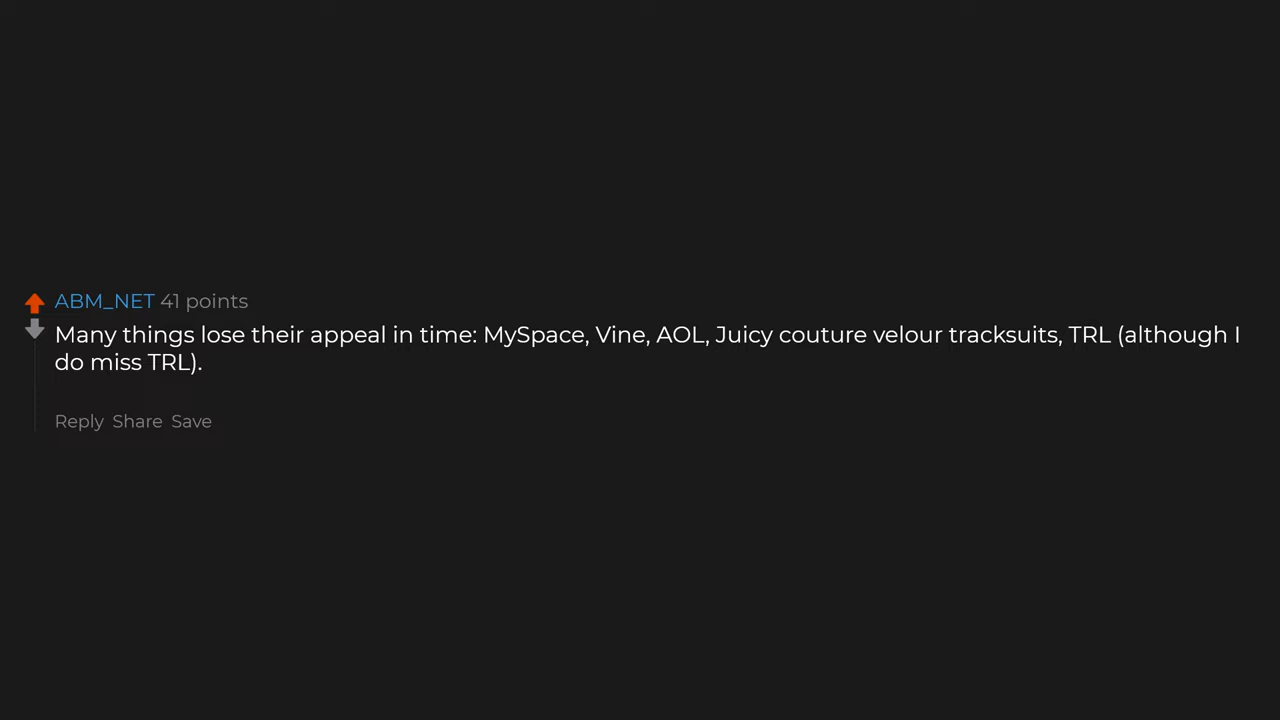 ABM_NET 41 points
Many things lose their appeal in time: MySpace, Vine, AOL, Juicy couture velour tracksuits, TRL (although I
do miss TRL).
Reply Share Save